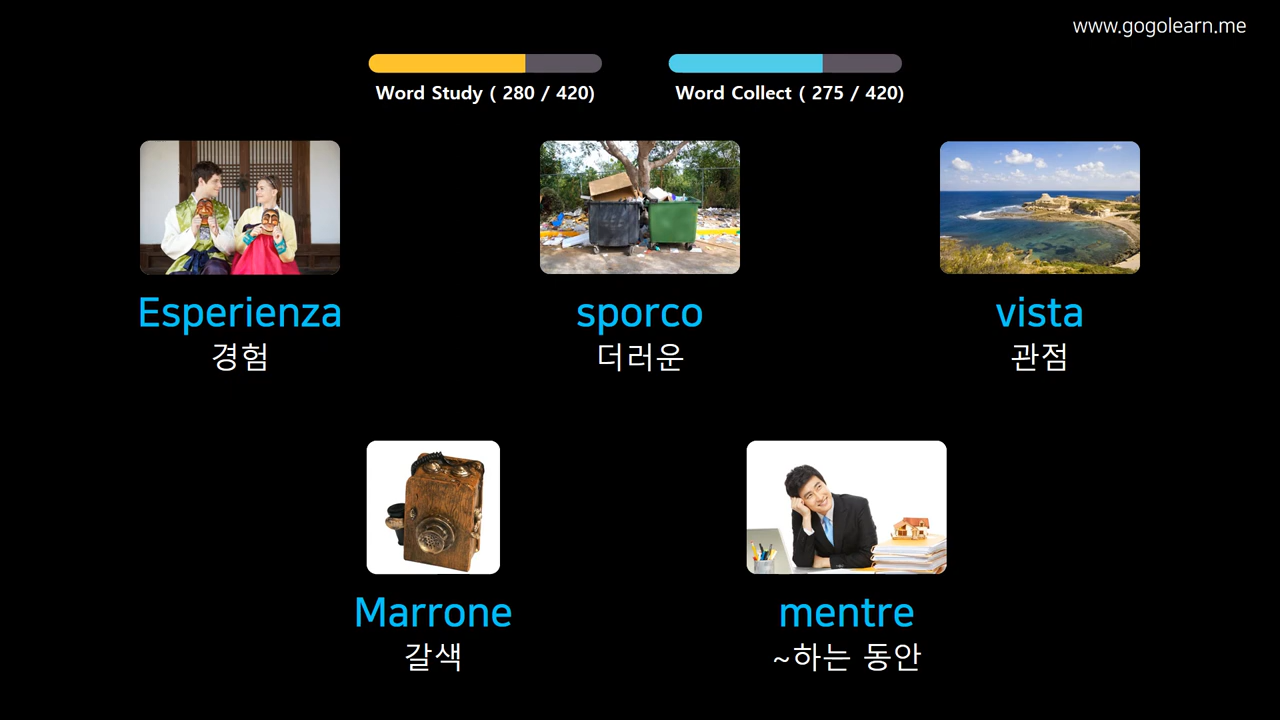 www.gogolearn.me
Word Study ( 280 / 420)
Word Collect ( 275 / 420)
Esperienza
경험
sporco
더러운
vista
관점
Marrone
갈색
mentre
~하는 동안